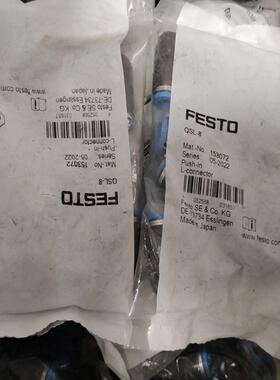 FESTO
QSL-8
Mat.-No 153072
Series: 05-2022
Push-in
L-connector
Festo SE & Co. KG
DE-73734 Esslingen
Made in Japan
www.festo.com
FESTO
QSL-8
Mat.-No 153072
Series: 05-2022
Push-in
L-connector
Festo SE & Co. KG
DE-73734 Esslingen
Made in Japan
www.festo.com